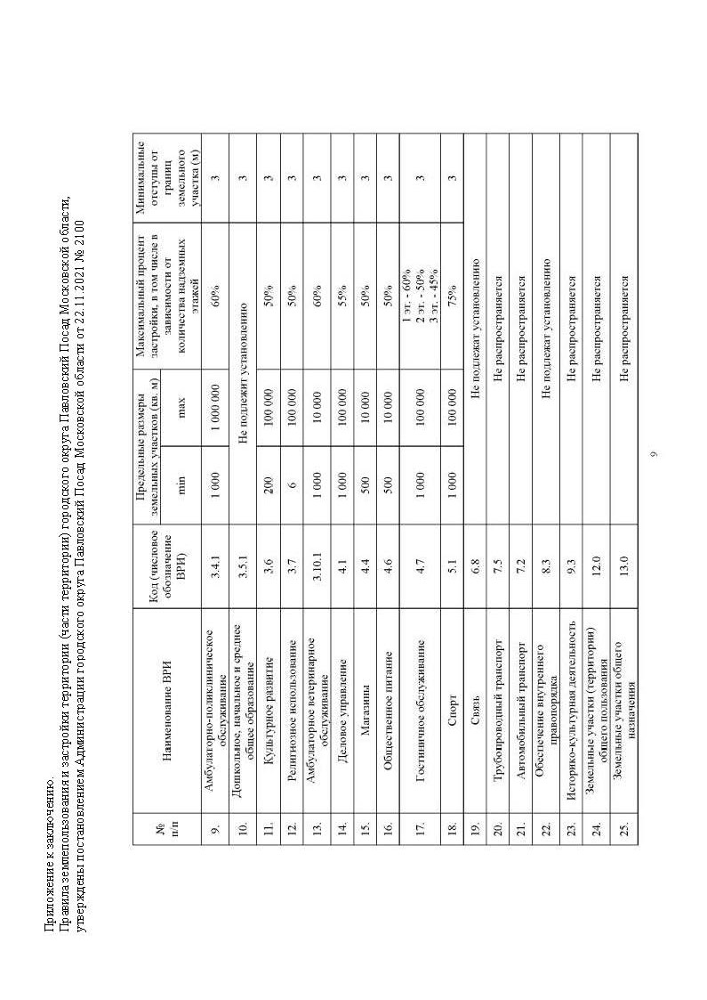 Приложение к заключению.
Правила землепользования и застройки территории (части территории) городского округа Павловский Посад Московской области,
утверждены постановлением Администрации городского округа Павловский Посад Московской области от 22.11.2021 № 2100
№
п/п
Наименование ВРИ
Код (числовое
обозначение
ВРИ)
Предельные размеры
земельных участков (кв. м)
min
max
Максимальный процент
застройки, в том числе в
зависимости от
количества надземных
этажей
Минимальные
отступы от
границ
земельного
участка (м)
9. Амбулаторно-поликлиническое
обслуживание
3.4.1 1 000 1 000 000 60% 3
10. Дошкольное, начальное и среднее
общее образование
3.5.1 Не подлежит установлению 3
11. Культурное развитие 3.6 200 100 000 50% 3
12. Религиозное использование 3.7 6 100 000 50% 3
13. Амбулаторное ветеринарное
обслуживание
3.10.1 1 000 10 000 60% 3
14. Деловое управление 4.1 1 000 100 000 55% 3
15. Магазины 4.4 500 10 000 50% 3
16. Общественное питание 4.6 500 10 000 50% 3
17. Гостиничное обслуживание 4.7 1 000 100 000
1 эт. - 60%
2 эт. - 50%
3 эт. - 45%
3
18. Спорт 5.1 1 000 100 000 75% 3
19. Связь 6.8 Не подлежат установлению
20. Трубопроводный транспорт 7.5 Не распространяется
21. Автомобильный транспорт 7.2 Не распространяется
22. Обеспечение внутреннего
правопорядка
8.3 Не подлежат установлению
23. Историко-культурная деятельность 9.3 Не распространяется
24. Земельные участки (территории)
общего пользования
12.0 Не распространяется
25. Земельные участки общего
назначения
13.0 Не распространяется
9